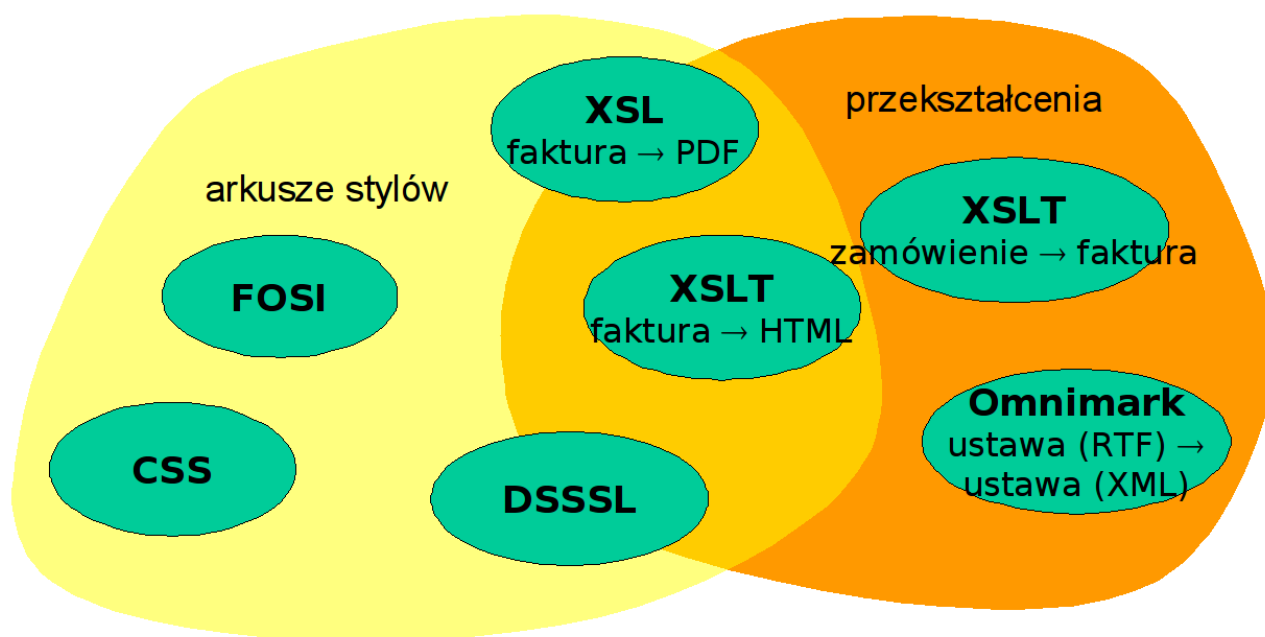 XSL
faktura → PDF
przekształcenia
arkusze stylów
XSLT
zamówienie → faktura
FOSI
XSLT
faktura → HTML
Omnimark
ustawa (RTF) →
ustawa (XML)
CSS
DSSSL